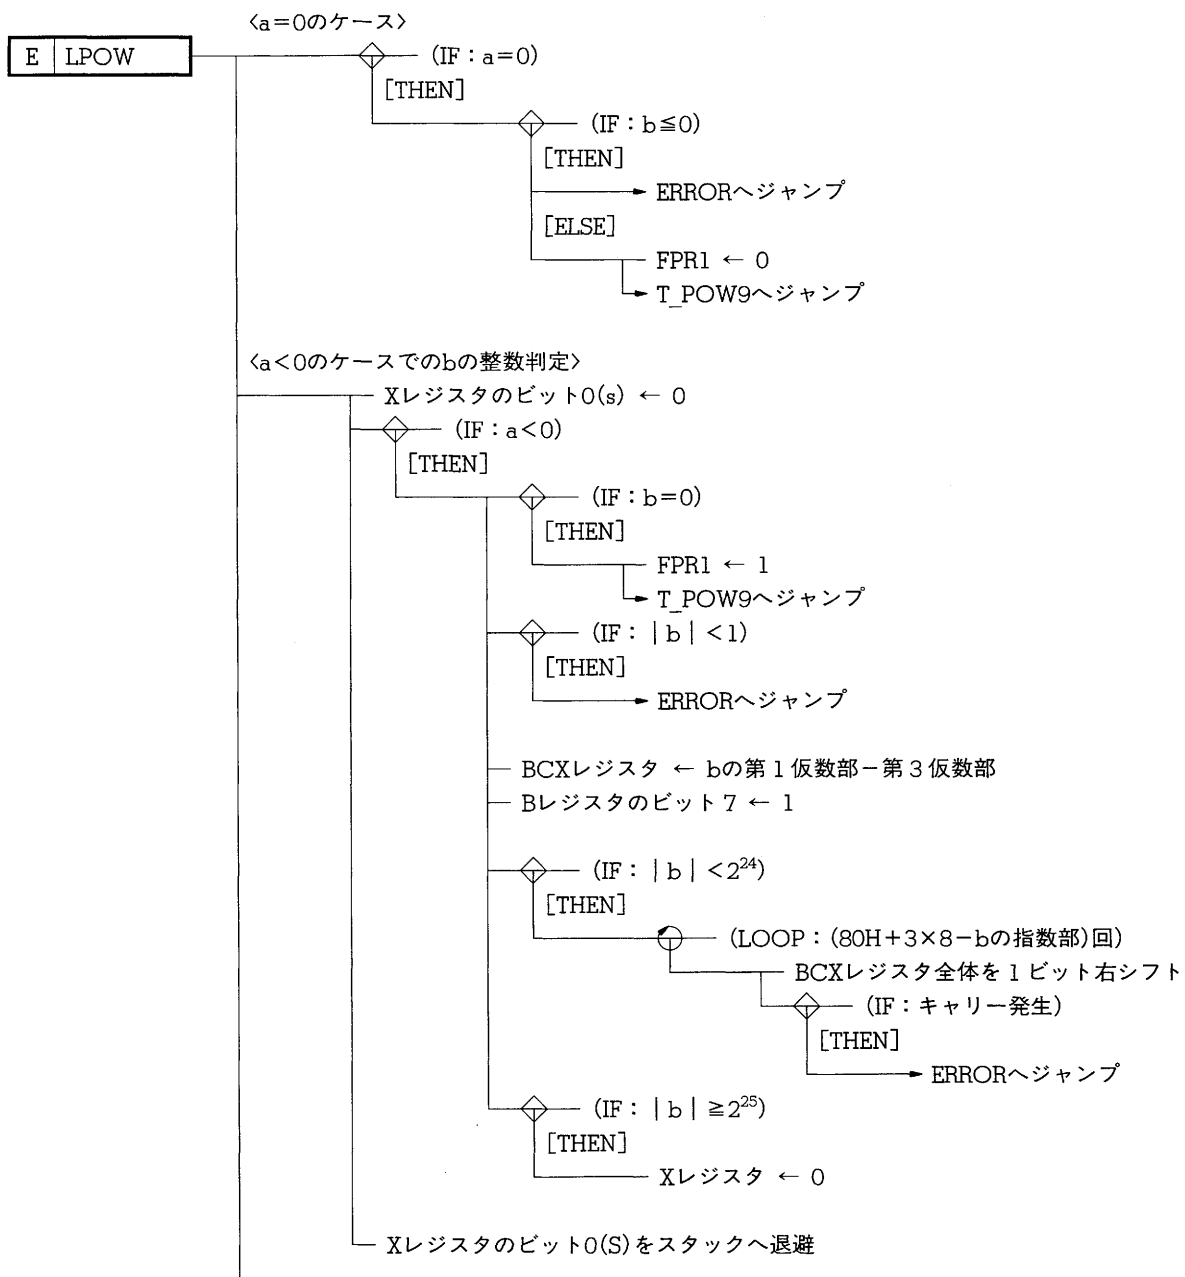 〈a=0のケース〉
E LPOW
(IF：a=0)
[THEN]
(IF：b≦0)
[THEN]
ERRORへジャンプ
[ELSE]
FPR1 ← 0
T_POW9へジャンプ
〈a<0のケースでのbの整数判定〉
Xレジスタのビット0(s) ← 0
(IF：a<0)
[THEN]
(IF：b=0)
[THEN]
FPR1 ← 1
T_POW9へジャンプ
(IF：|b|<1)
[THEN]
ERRORへジャンプ
BCXレジスタ ← bの第1仮数部−第3仮数部
Bレジスタのビット7 ← 1
(IF：|b|<2²⁴)
[THEN]
(LOOP：(80H+3×8−bの指数部)回)
BCXレジスタ全体を1ビット右シフト
(IF：キャリー発生)
[THEN]
ERRORへジャンプ
(IF：|b|≧2²⁵)
[THEN]
Xレジスタ ← 0
Xレジスタのビット0(S)をスタックへ退避